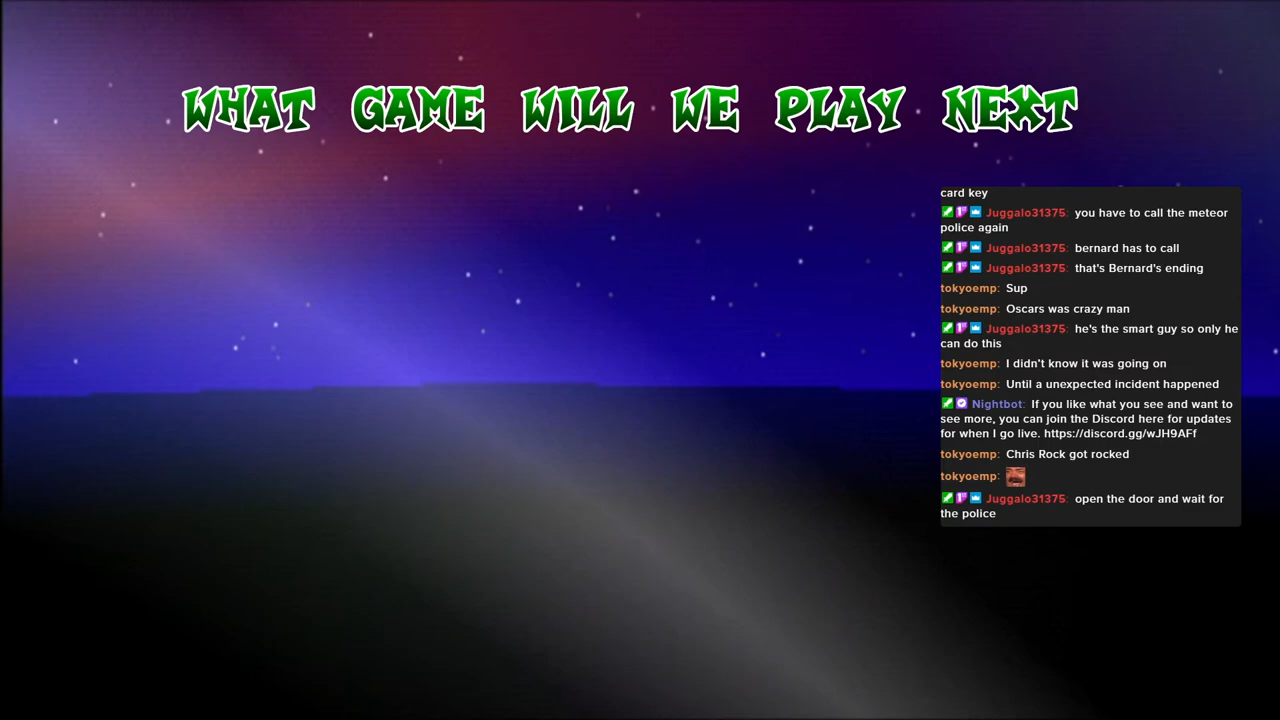 WHAT GAME WILL WE PLAY NEXT
card key
Juggalo31375: you have to call the meteor
police again
Juggalo31375: bernard has to call
Juggalo31375: that's Bernard's ending
tokyoemp: Sup
tokyoemp: Oscars was crazy man
Juggalo31375: he's the smart guy so only he
can do this
tokyoemp: I didn't know it was going on
tokyoemp: Until a unexpected incident happened
Nightbot: If you like what you see and want to
see more, you can join the Discord here for updates
for when I go live. https://discord.gg/wJH9AFf
tokyoemp: Chris Rock got rocked
tokyoemp:
Juggalo31375: open the door and wait for
the police